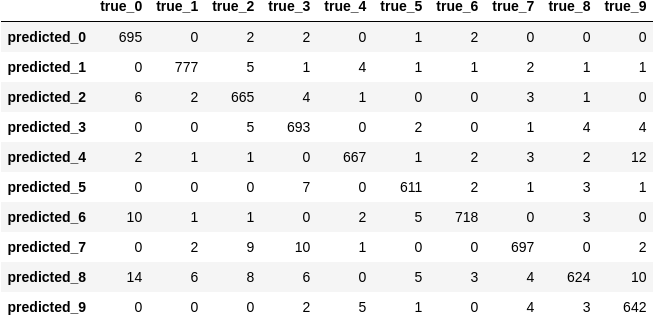 true_0 true_1 true_2 true_3 true_4 true_5 true_6 true_7 true_8 true_9
predicted_0 695 0 2 2 0 1 2 0 0 0
predicted_1 0 777 5 1 4 1 1 2 1 1
predicted_2 6 2 665 4 1 0 0 3 1 0
predicted_3 0 0 5 693 0 2 0 1 4 4
predicted_4 2 1 1 0 667 1 2 3 2 12
predicted_5 0 0 0 7 0 611 2 1 3 1
predicted_6 10 1 1 0 2 5 718 0 3 0
predicted_7 0 2 9 10 1 0 0 697 0 2
predicted_8 14 6 8 6 0 5 3 4 624 10
predicted_9 0 0 0 2 5 1 0 4 3 642